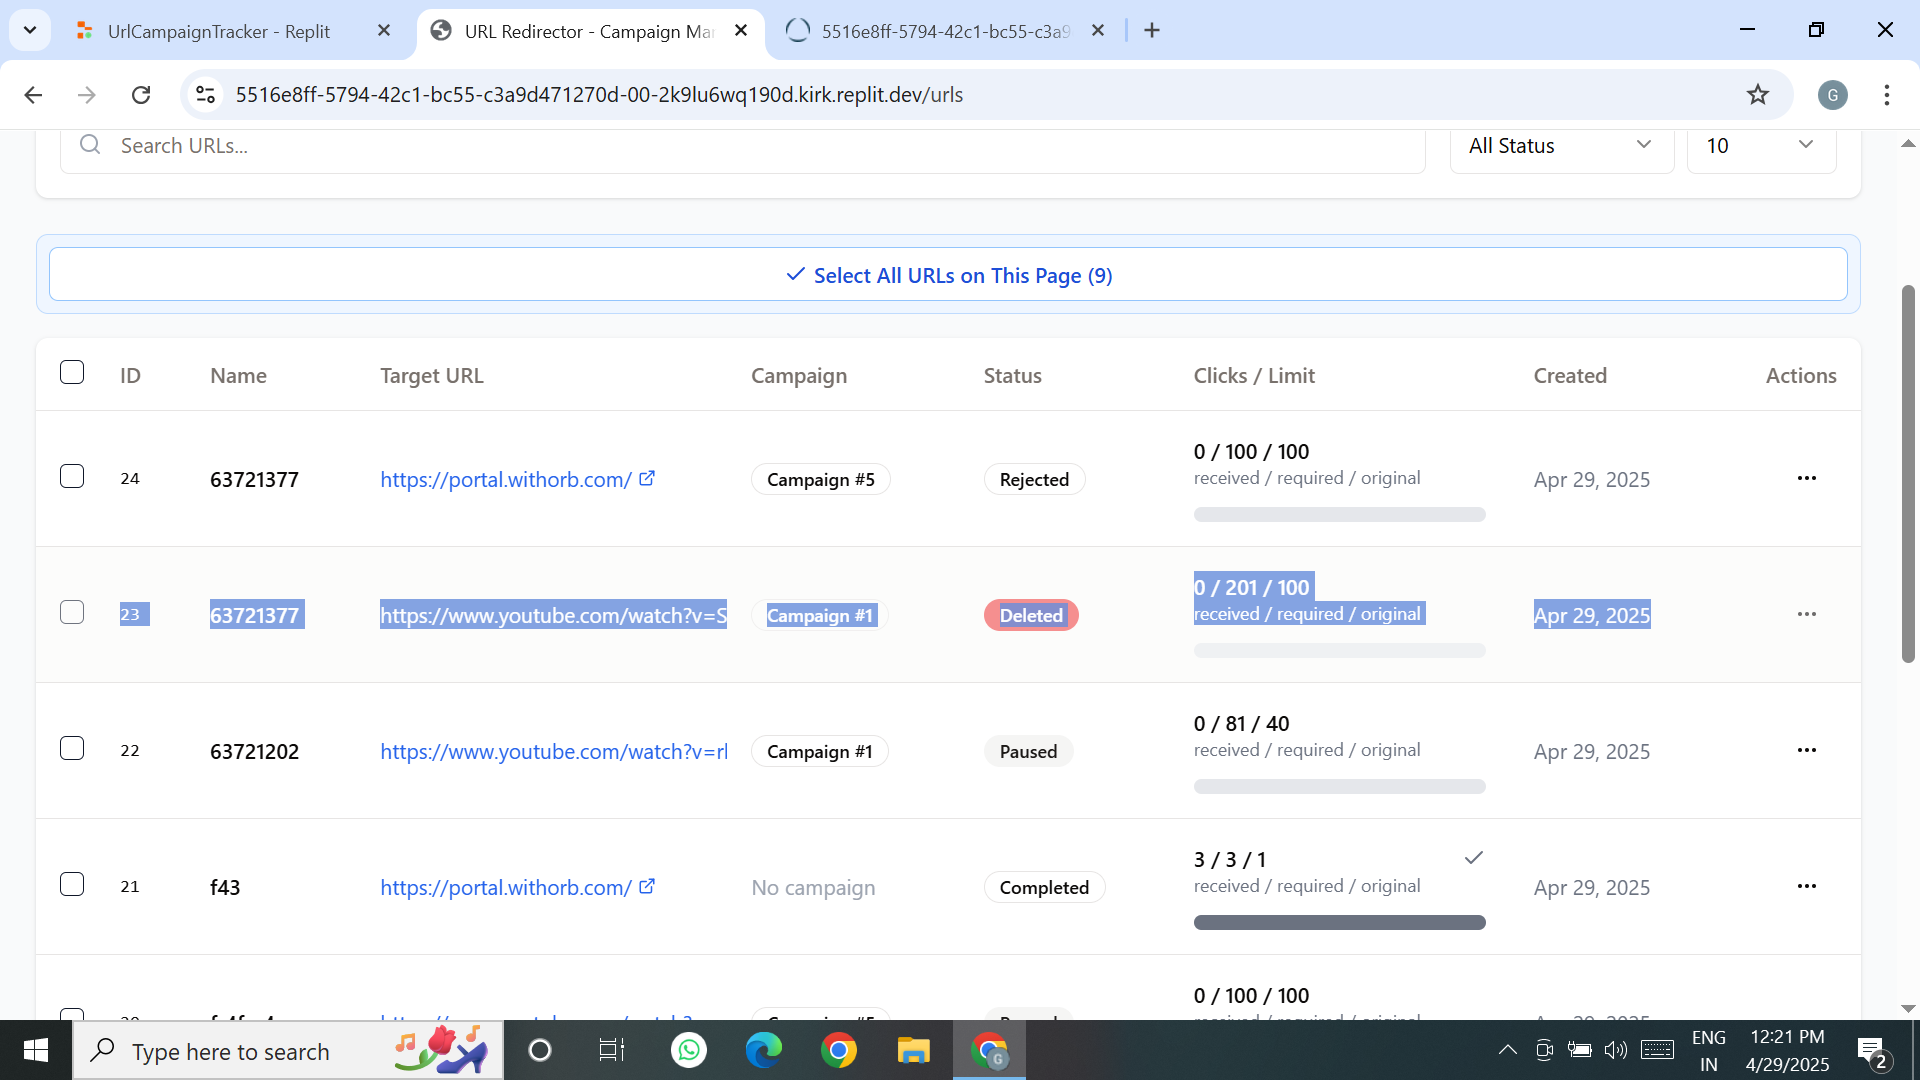 UrlCampaignTracker - Replit
URL Redirector - Campaign Mar
5516e8ff-5794-42c1-bc55-c3a9
5516e8ff-5794-42c1-bc55-c3a9d471270d-00-2k9lu6wq190d.kirk.replit.dev/urls
G
Search URLs...
All Status
10
Select All URLs on This Page (9)
ID Name Target URL Campaign Status Clicks / Limit Created Actions
0 / 100 / 100
24 63721377 https://portal.withorb.com/ Campaign #5 Rejected received / required / original Apr 29, 2025
0 / 201 / 100
23 63721377 https://www.youtube.com/watch?v=S Campaign #1 Deleted received / required / original Apr 29, 2025
0 / 81 / 40
22 63721202 https://www.youtube.com/watch?v=rl Campaign #1 Paused received / required / original Apr 29, 2025
3 / 3 / 1
21 f43 https://portal.withorb.com/ No campaign Completed received / required / original Apr 29, 2025
0 / 100 / 100
Type here to search
G
ENG
IN
12:21 PM
4/29/2025
2